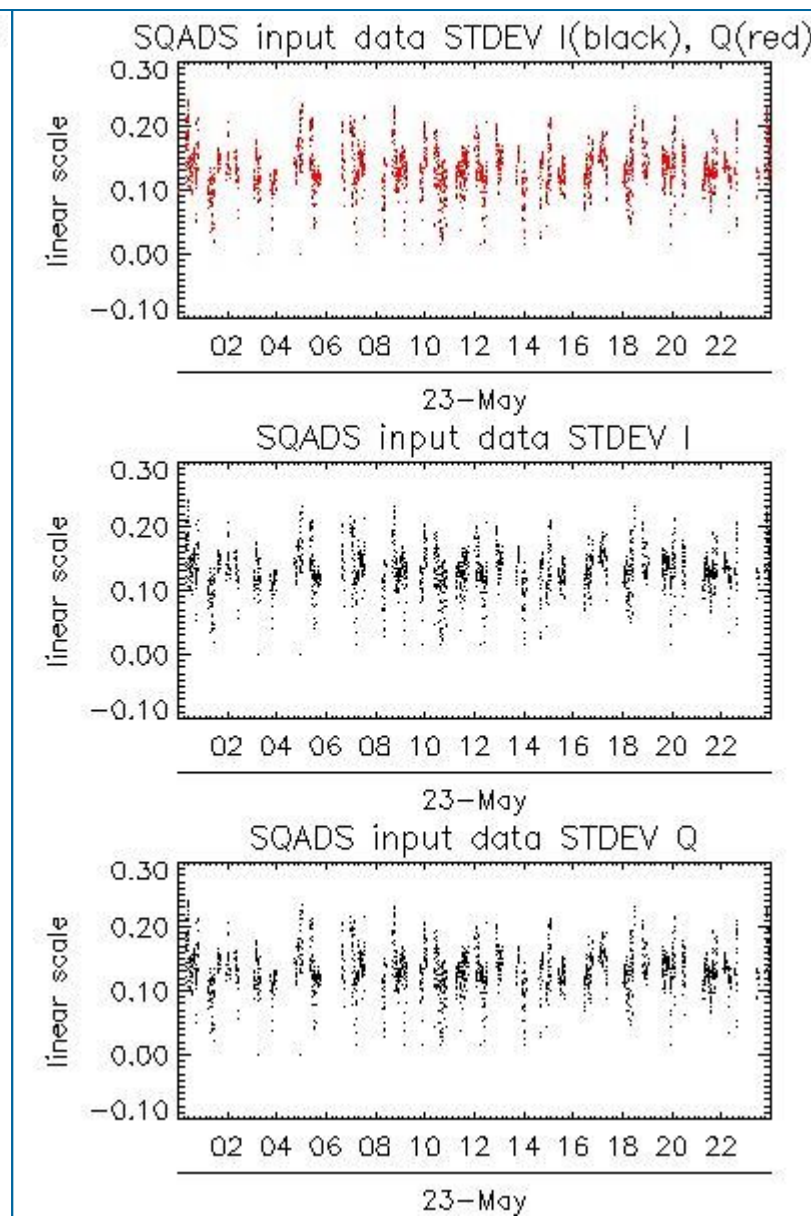 SQADS input data STDEV I(black), Q(red)
0.30
0.20
0.10
0.00
-0.10
linear scale
02 04 06 08 10 12 14 16 18 20 22
23-May
SQADS input data STDEV I
0.30
0.20
0.10
0.00
-0.10
linear scale
02 04 06 08 10 12 14 16 18 20 22
23-May
SQADS input data STDEV Q
0.30
0.20
0.10
0.00
-0.10
linear scale
02 04 06 08 10 12 14 16 18 20 22
23-May